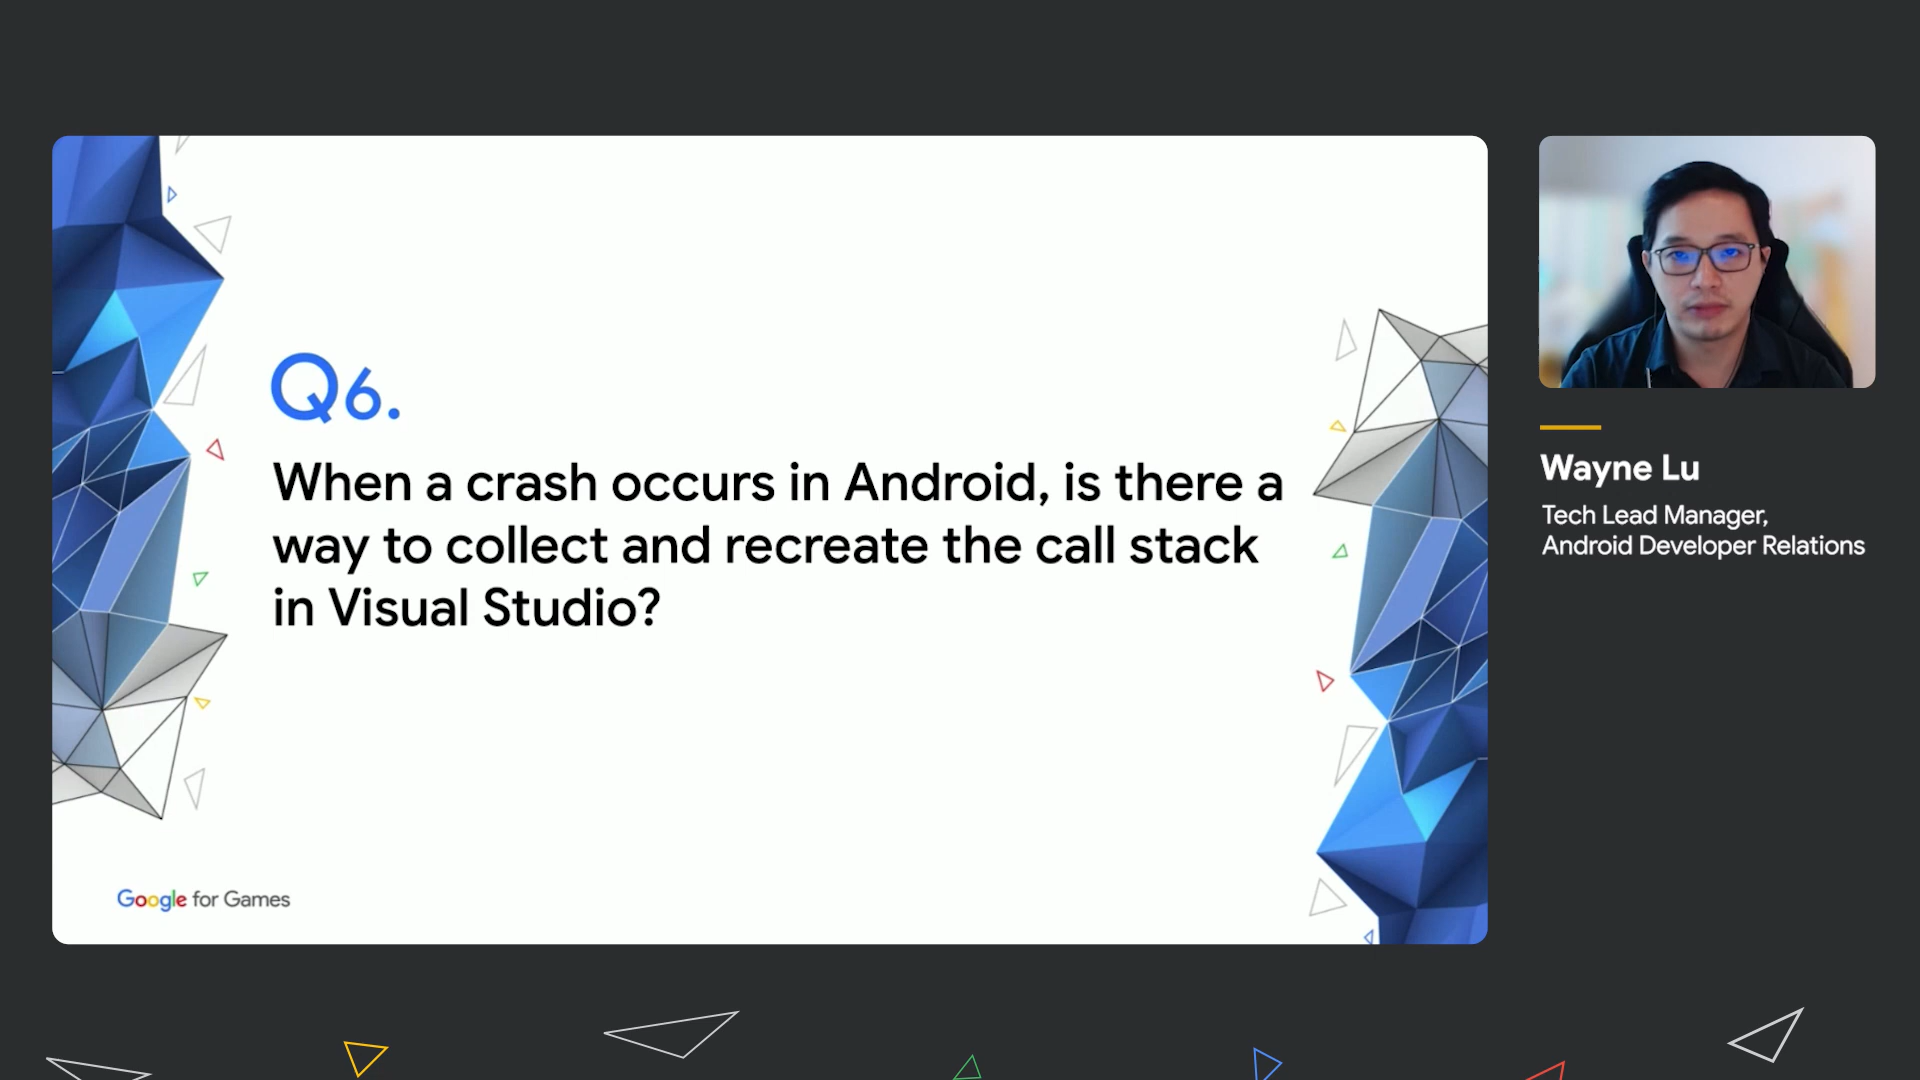 Q6.
When a crash occurs in Android, is there a
way to collect and recreate the call stack
in Visual Studio?
Google for Games
Wayne Lu
Tech Lead Manager,
Android Developer Relations